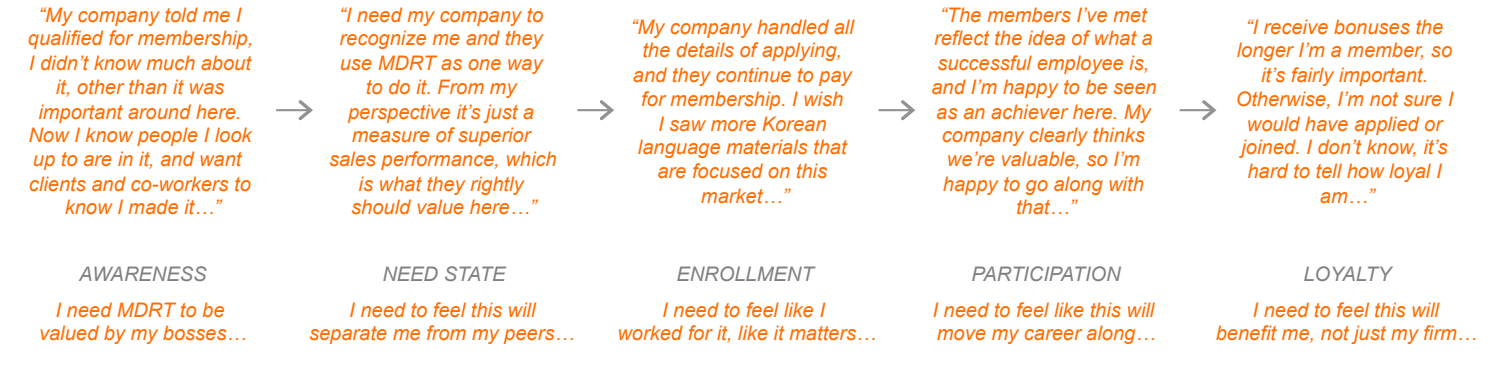 “My company told me I
qualified for membership,
I didn’t know much about
it, other than it was
important around here.
Now I know people I look
up to are in it, and want
clients and co-workers to
know I made it…”
“I need my company to
recognize me and they
use MDRT as one way
to do it. From my
perspective it’s just a
measure of superior
sales performance, which
is what they rightly
should value here…”
“My company handled all
the details of applying,
and they continue to pay
for membership. I wish
I saw more Korean
language materials that
are focused on this
market…”
“The members I’ve met
reflect the idea of what a
successful employee is,
and I’m happy to be seen
as an achiever here. My
company clearly thinks
we’re valuable, so I’m
happy to go along with
that…”
“I receive bonuses the
longer I’m a member, so
it’s fairly important.
Otherwise, I’m not sure I
would have applied or
joined. I don’t know, it’s
hard to tell how loyal I
am…”
AWARENESS
I need MDRT to be
valued by my bosses…
NEED STATE
I need to feel this will
separate me from my peers…
ENROLLMENT
I need to feel like I
worked for it, like it matters…
PARTICIPATION
I need to feel like this will
move my career along…
LOYALTY
I need to feel this will
benefit me, not just my firm…